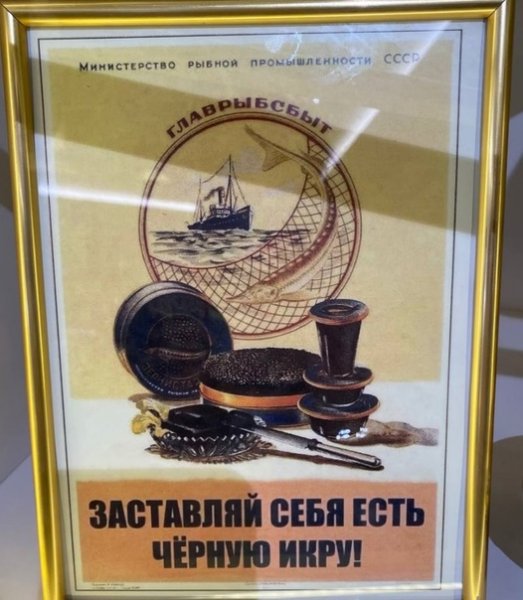 МИНИСТЕРСТВО РЫБНОЙ ПРОМЫШЛЕННОСТИ СССР
ГЛАВРЫБСБЫТ
ЗАСТАВЛЯЙ СЕБЯ ЕСТЬ
ЧЁРНУЮ ИКРУ!